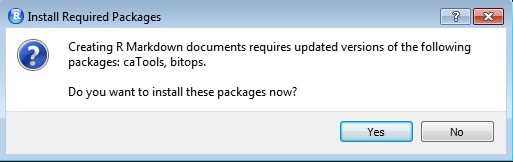 R Install Required Packages
Creating R Markdown documents requires updated versions of the following
packages: caTools, bitops.
Do you want to install these packages now?
Yes No